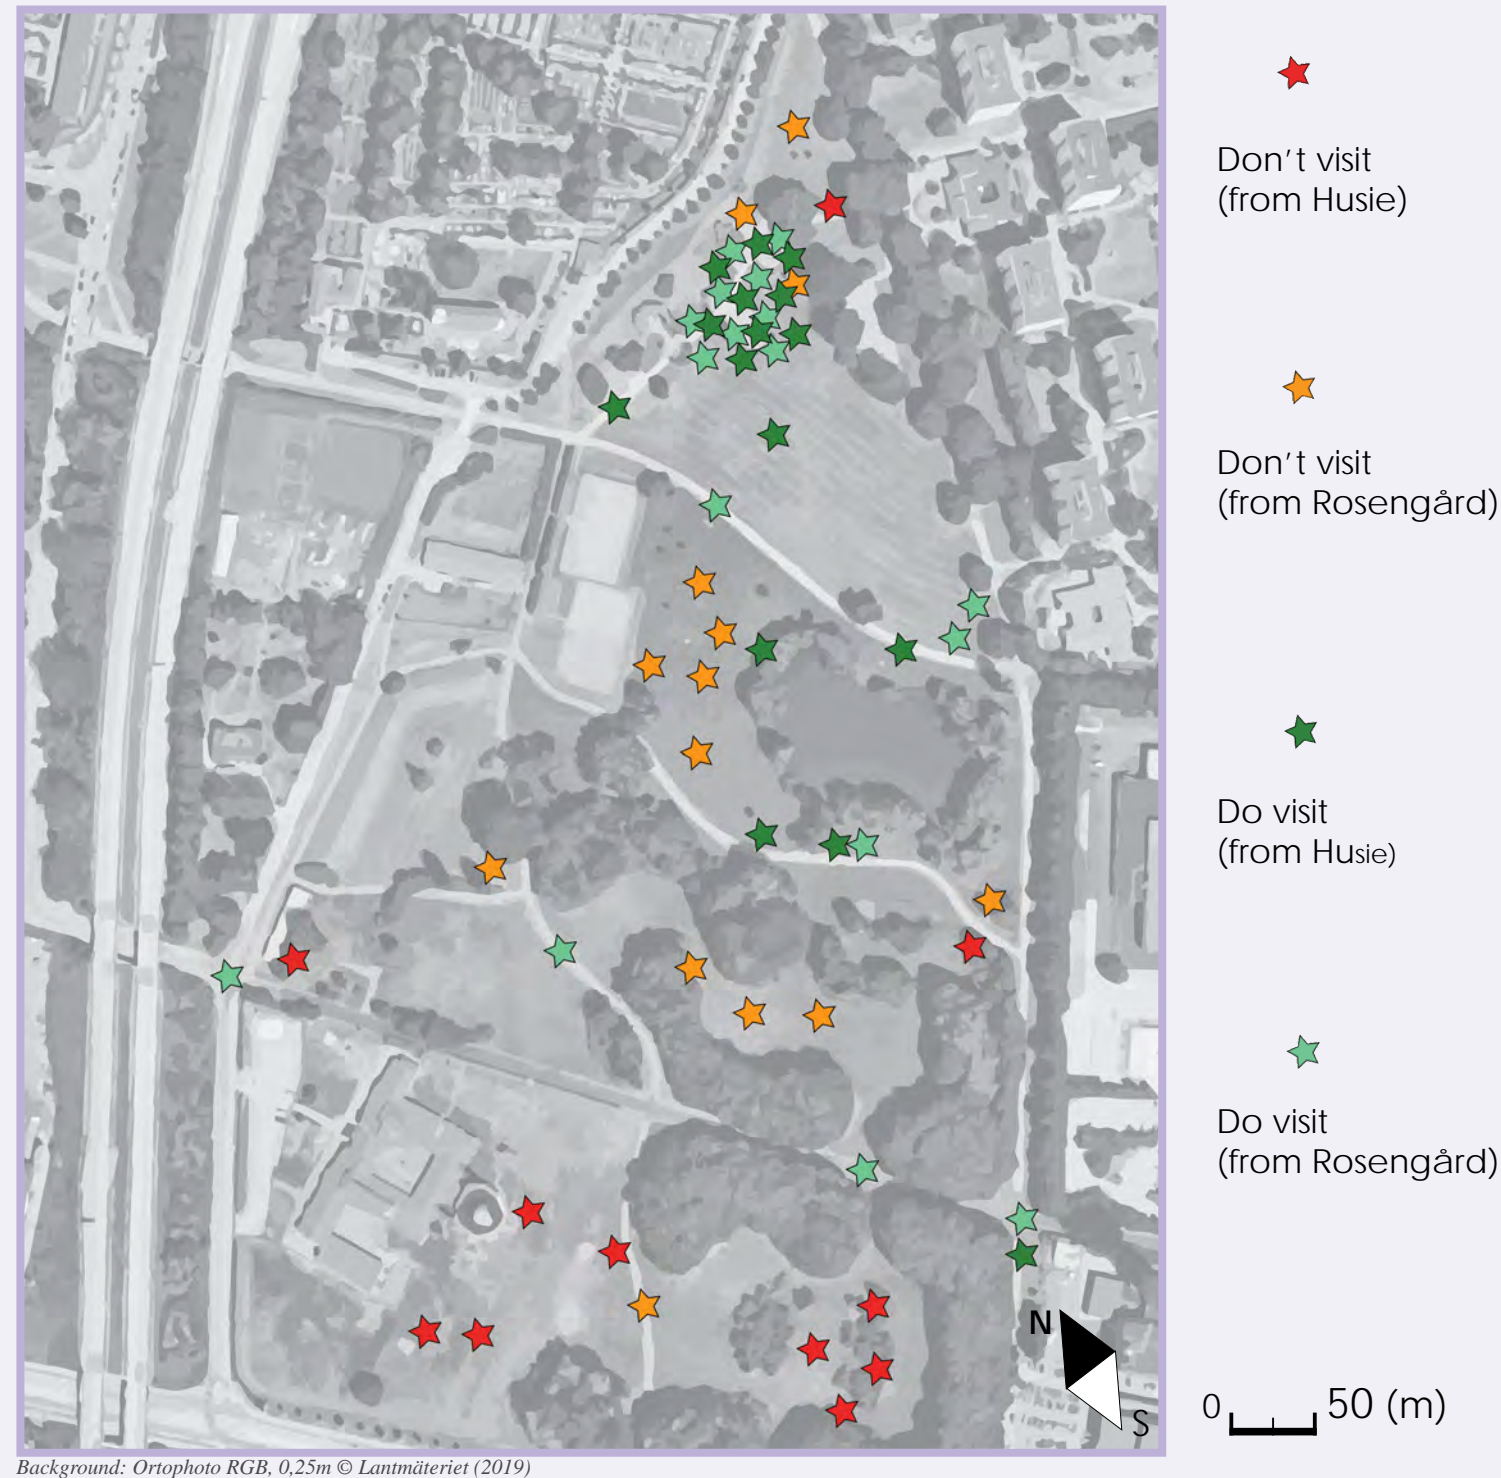 Don't visit
(from Husie)
Don't visit
(from Rosengård)
Do visit
(from Husie)
Do visit
(from Rosengård)
N
S
0 50 (m)
Background: Ortophoto RGB, 0,25m © Lantmäteriet (2019)